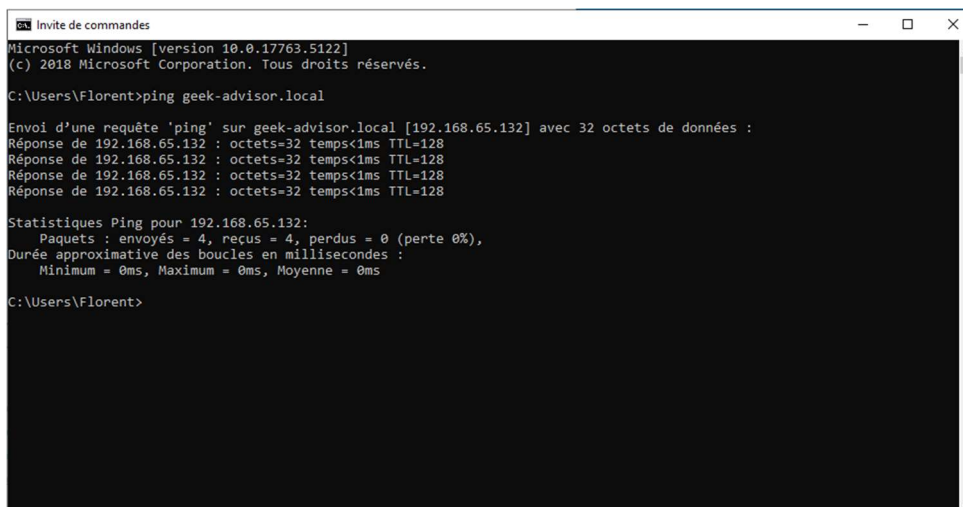 Invite de commandes
Microsoft Windows [version 10.0.17763.5122]
(c) 2018 Microsoft Corporation. Tous droits réservés.
C:\Users\Florent>ping geek-advisor.local
Envoi d’une requête 'ping' sur geek-advisor.local [192.168.65.132] avec 32 octets de données :
Réponse de 192.168.65.132 : octets=32 temps<1ms TTL=128
Réponse de 192.168.65.132 : octets=32 temps<1ms TTL=128
Réponse de 192.168.65.132 : octets=32 temps<1ms TTL=128
Réponse de 192.168.65.132 : octets=32 temps<1ms TTL=128
Statistiques Ping pour 192.168.65.132:
    Paquets : envoyés = 4, reçus = 4, perdus = 0 (perte 0%),
Durée approximative des boucles en millisecondes :
    Minimum = 0ms, Maximum = 0ms, Moyenne = 0ms
C:\Users\Florent>